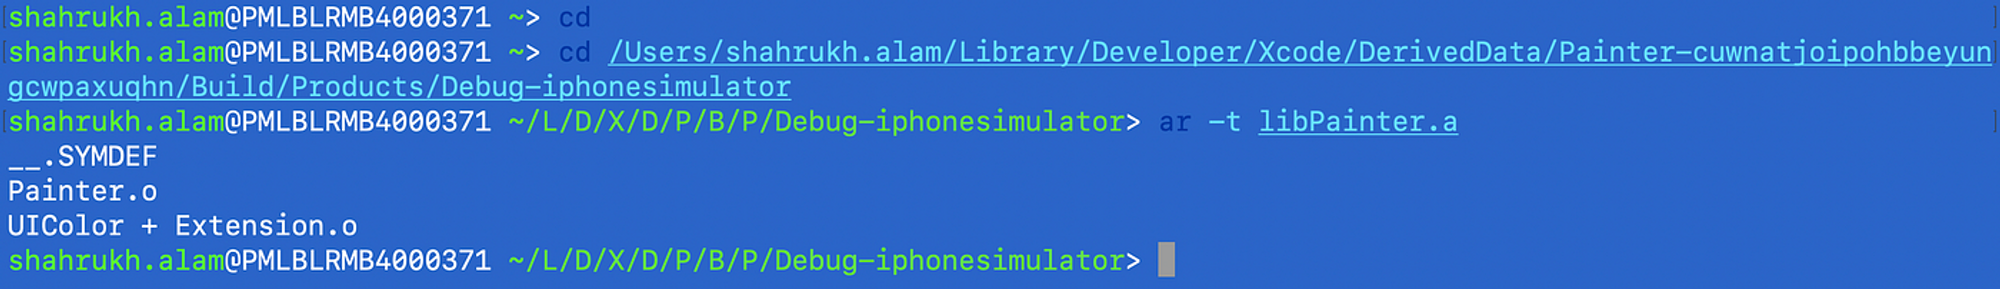 shahrukh.alam@PMLBLRMB4000371 ~> cd
shahrukh.alam@PMLBLRMB4000371 ~> cd /Users/shahrukh.alam/Library/Developer/Xcode/DerivedData/Painter-cuwnatjoipohbbeyun
gcwpaxuqhn/Build/Products/Debug-iphonesimulator
shahrukh.alam@PMLBLRMB4000371 ~/L/D/X/D/P/B/P/Debug-iphonesimulator> ar -t libPainter.a
__.SYMDEF
Painter.o
UIColor + Extension.o
shahrukh.alam@PMLBLRMB4000371 ~/L/D/X/D/P/B/P/Debug-iphonesimulator>